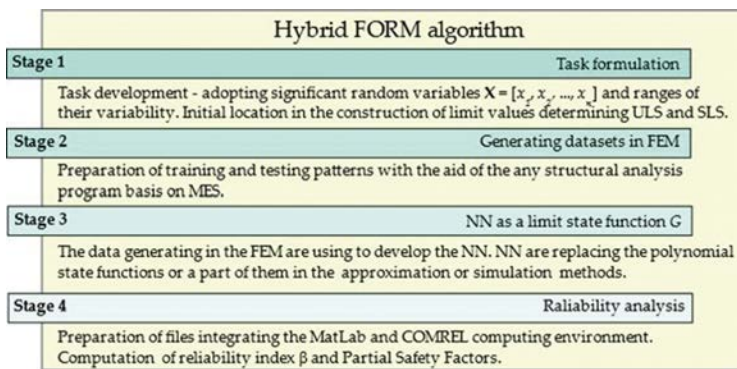 Hybrid FORM algorithm
Stage 1 Task formulation
Task development - adopting significant random variables X = [x₁, x₂, ..., xₙ] and ranges of
their variability. Initial location in the construction of limit values determining ULS and SLS.
Stage 2 Generating datasets in FEM
Preparation of training and testing patterns with the aid of the any structural analysis
program basis on MES.
Stage 3 NN as a limit state function G
The data generating in the FEM are using to develop the NN. NN are replacing the polynomial
state functions or a part of them in the approximation or simulation methods.
Stage 4 Raliability analysis
Preparation of files integrating the MatLab and COMREL computing environment.
Computation of reliability index β and Partial Safety Factors.